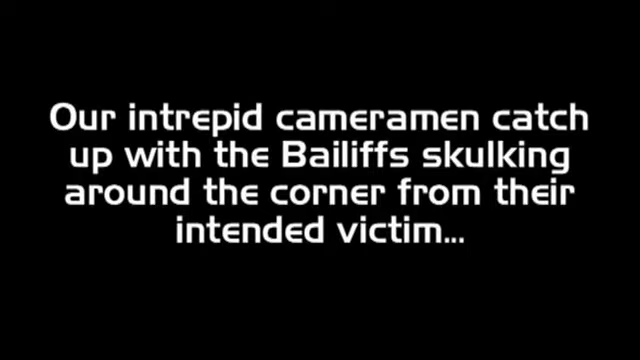 Our intrepid cameramen catch
up with the Bailiffs skulking
around the corner from their
intended victim...